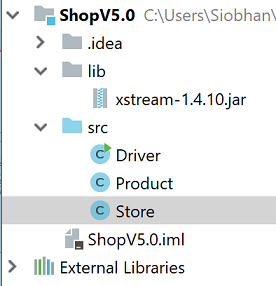 ShopV5.0 C:\Users\Siobhan\
.idea
lib
xstream-1.4.10.jar
src
C Driver
C Product
C Store
ShopV5.0.iml
External Libraries